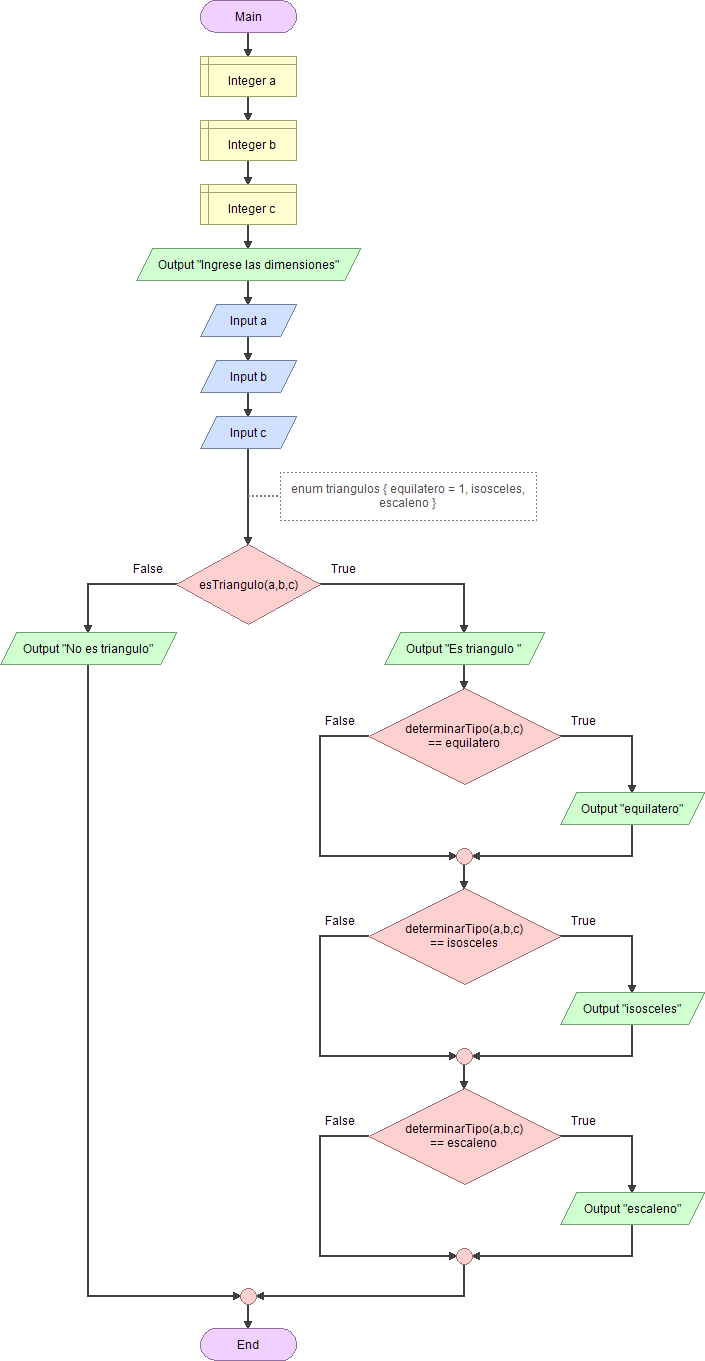 Main
Integer a
Integer b
Integer c
Output "Ingrese las dimensiones"
Input a
Input b
Input c
enum triangulos { equilatero = 1, isosceles,
escaleno }
False
True
esTriangulo(a,b,c)
Output "No es triangulo"
Output "Es triangulo "
False
True
determinarTipo(a,b,c)
== equilatero
Output "equilatero"
False
True
determinarTipo(a,b,c)
== isosceles
Output "isosceles"
False
True
determinarTipo(a,b,c)
== escaleno
Output "escaleno"
End